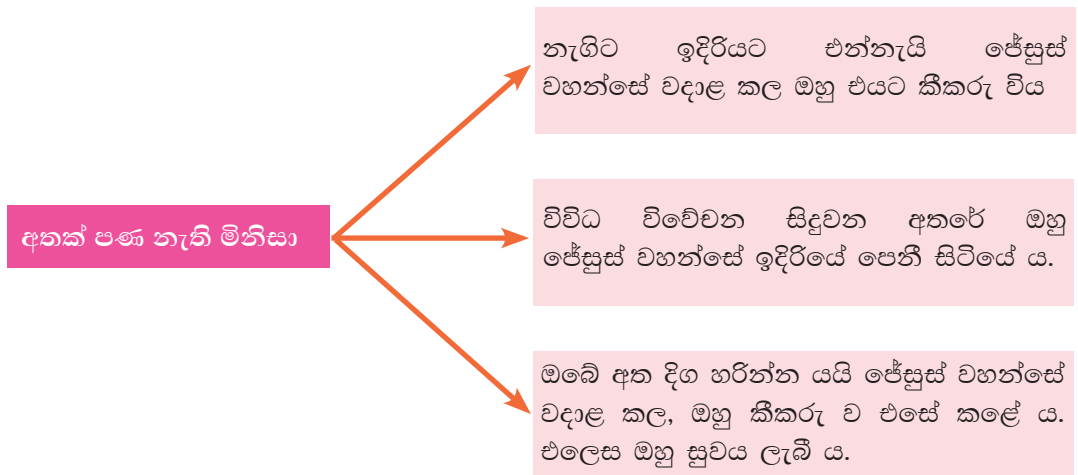 නැගිට ඉදිරියට එන්නැයි ජේසුස්
වහන්සේ වදාළ කල ඔහු එයට කීකරු විය
අතක් පණ නැති මිනිසා
විවිධ විවේචන සිදුවන අතරේ ඔහු
ජේසුස් වහන්සේ ඉදිරියේ පෙනී සිටියේ ය.
ඔබේ අත දිග හරින්න යයි ජේසුස් වහන්සේ
වදාළ කල, ඔහු කීකරු ව එසේ කළේ ය.
එලෙස ඔහු සුවය ලැබී ය.